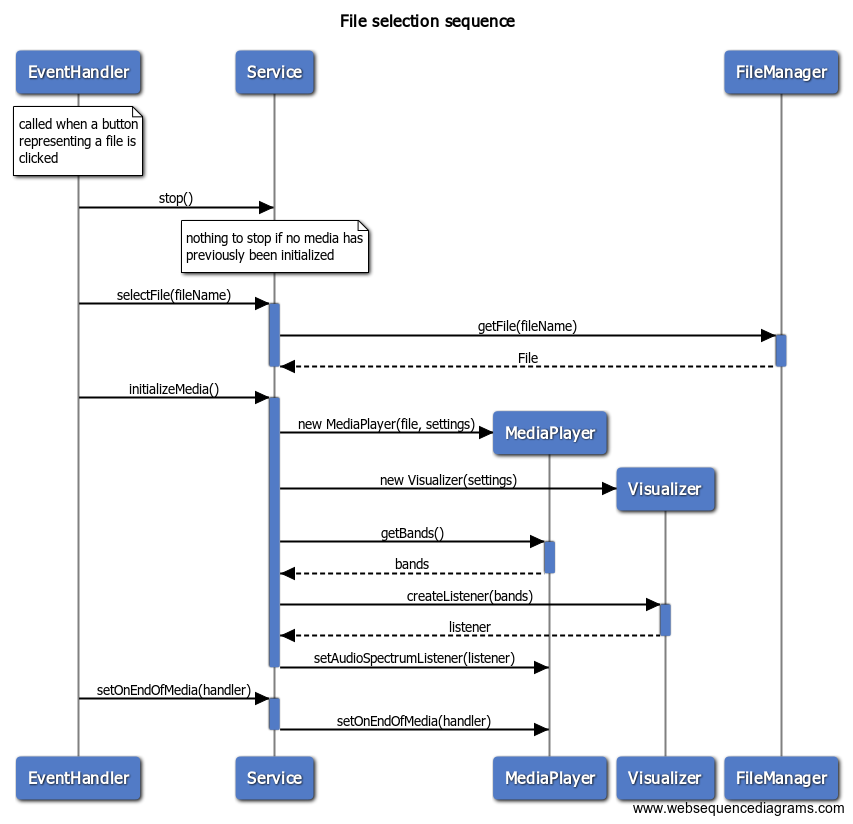 File selection sequence
EventHandler
Service
FileManager
called when a button
representing a file is
clicked
stop()
nothing to stop if no media has
previously been initialized
selectFile(fileName)
getFile(fileName)
File
initializeMedia()
new MediaPlayer(file, settings)
MediaPlayer
new Visualizer(settings)
Visualizer
getBands()
bands
createListener(bands)
listener
setAudioSpectrumListener(listener)
setOnEndOfMedia(handler)
setOnEndOfMedia(handler)
EventHandler
Service
MediaPlayer
Visualizer
FileManager
www.websequencediagrams.com